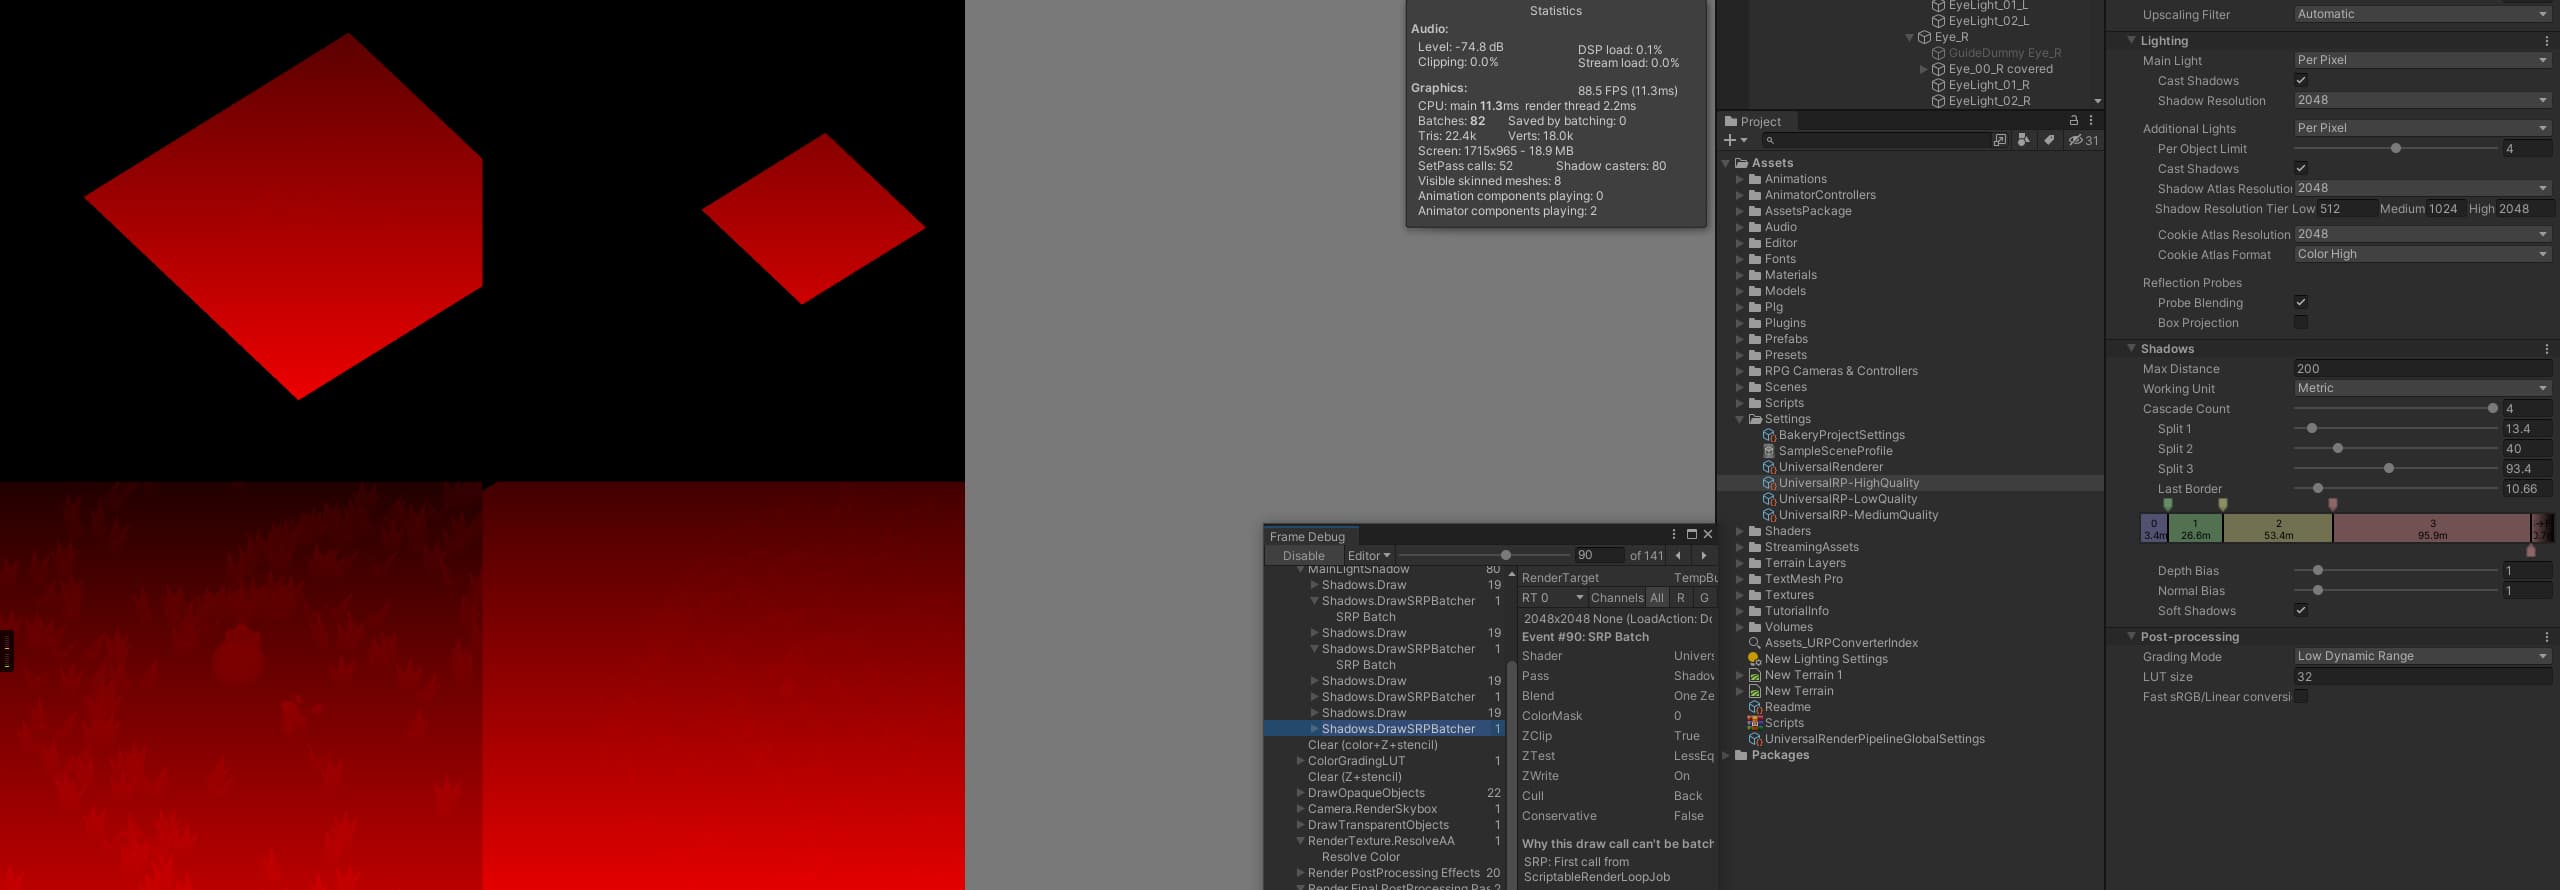 Statistics
Audio:
Level: -74.8 dB DSP load: 0.1%
Clipping: 0.0% Stream load: 0.0%
Graphics: 88.5 FPS (11.3ms)
CPU: main 11.3ms render thread 2.2ms
Batches: 82 Saved by batching: 0
Tris: 22.4k Verts: 18.0k
Screen: 1715x965 - 18.9 MB
SetPass calls: 52 Shadow casters: 80
Visible skinned meshes: 8
Animation components playing: 0
Animator components playing: 2
Frame Debug
Disable Editor 90 of 141
MainLightShadow 80
Shadows.Draw 19
Shadows.DrawSRPBatcher 1
SRP Batch
Shadows.Draw 19
Shadows.DrawSRPBatcher 1
SRP Batch
Shadows.Draw 19
Shadows.DrawSRPBatcher 1
Shadows.Draw 19
Shadows.DrawSRPBatcher 1
Clear (color+Z+stencil)
ColorGradingLUT 1
Clear (Z+stencil)
DrawOpaqueObjects 22
Camera.RenderSkybox 1
DrawTransparentObjects 1
RenderTexture.ResolveAA 1
Resolve Color
Render PostProcessing Effects 20
Render Final PostProcessing Pas 2
RenderTarget TempBu
RT 0 Channels All R G
2048x2048 None (LoadAction: Do
Event #90: SRP Batch
Shader Univers
Pass Shadov
Blend One Ze
ColorMask 0
ZClip True
ZTest LessEq
ZWrite On
Cull Back
Conservative False
Why this draw call can't be batch
SRP: First call from
ScriptableRenderLoopJob
EyeLight_01_L
EyeLight_02_L
Eye_R
GuideDummy Eye_R
Eye_00_R covered
EyeLight_01_R
EyeLight_02_R
Project
31
Assets
Animations
AnimatorControllers
AssetsPackage
Audio
Editor
Fonts
Materials
Models
Plg
Plugins
Prefabs
Presets
RPG Cameras & Controllers
Scenes
Scripts
Settings
BakeryProjectSettings
SampleSceneProfile
UniversalRenderer
UniversalRP-HighQuality
UniversalRP-LowQuality
UniversalRP-MediumQuality
Shaders
StreamingAssets
Terrain Layers
TextMesh Pro
Textures
TutorialInfo
Volumes
Assets_URPConverterIndex
New Lighting Settings
New Terrain 1
New Terrain
Readme
Scripts
UniversalRenderPipelineGlobalSettings
Packages
Upscaling Filter Automatic
Lighting
Main Light Per Pixel
Cast Shadows
Shadow Resolution 2048
Additional Lights Per Pixel
Per Object Limit 4
Cast Shadows
Shadow Atlas Resolution 2048
Shadow Resolution Tier Low 512 Medium 1024 High 2048
Cookie Atlas Resolution 2048
Cookie Atlas Format Color High
Reflection Probes
Probe Blending
Box Projection
Shadows
Max Distance 200
Working Unit Metric
Cascade Count 4
Split 1 13.4
Split 2 40
Split 3 93.4
Last Border 10.66
0 1 2 3
3.4m 26.6m 53.4m 95.9m
Depth Bias 1
Normal Bias 1
Soft Shadows
Post-processing
Grading Mode Low Dynamic Range
LUT size 32
Fast sRGB/Linear conversi